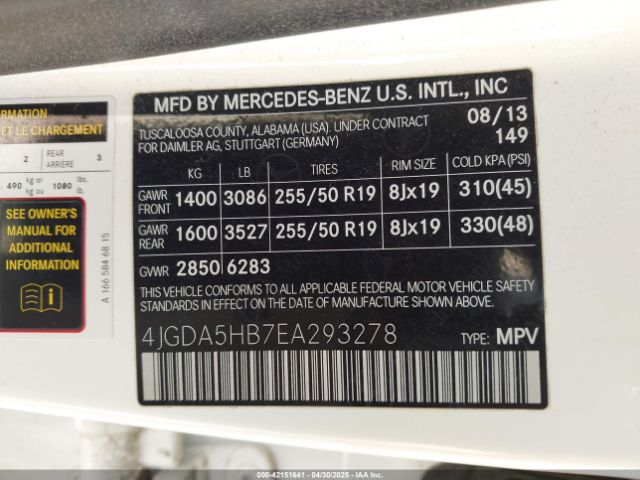 RMATION
ET LE CHARGEMENT
2 REAR ARRIÈRE 3
490 kg or kg ou 1080 lbs. lb.
SEE OWNER'S
MANUAL FOR
ADDITIONAL
INFORMATION
A 166 584 68 15
MFD BY MERCEDES-BENZ U.S. INTL., INC
TUSCALOOSA COUNTY, ALABAMA (USA). UNDER CONTRACT 08/13
FOR DAIMLER AG, STUTTGART (GERMANY) 149
KG LB TIRES RIM SIZE COLD KPA (PSI)
GAWR FRONT 1400 3086 255/50 R19 8Jx19 310(45)
GAWR REAR 1600 3527 255/50 R19 8Jx19 330(48)
GVWR 2850 6283
THIS VEHICLE CONFORMS TO ALL APPLICABLE FEDERAL MOTOR VEHICLE SAFETY
STANDARDS IN EFFECT ON THE DATE OF MANUFACTURE SHOWN ABOVE.
4JGDA5HB7EA293278 TYPE: MPV
000-42151641 - 04/30/2025 - IAA Holdings, LLC. Copyright